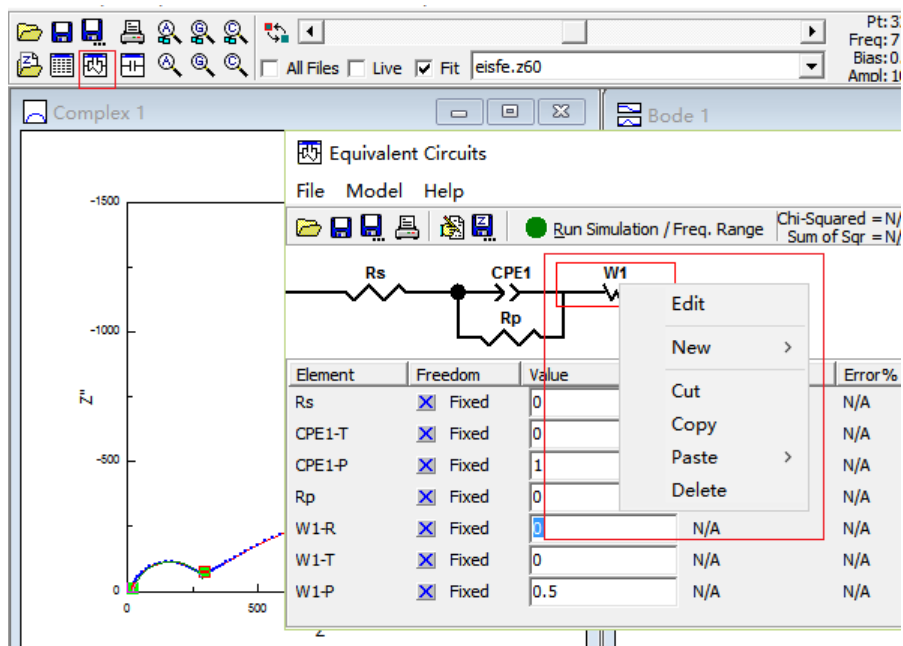 Pt: 3
Freq: 7
All Files Live Fit eisfe.z60
Bias: 0.
Ampl: 10
Complex 1
Bode 1
Equivalent Circuits
File Model Help
Run Simulation / Freq. Range
Chi-Squared = N/
Sum of Sqr = N/
Rs CPE1 W1
Rp
Edit
New
Cut
Copy
Paste
Delete
Element Freedom Value Error%
Rs Fixed 0 N/A
CPE1-T Fixed 0 N/A
CPE1-P Fixed 1 N/A
Rp Fixed 0 N/A
W1-R Fixed 0 N/A N/A
W1-T Fixed 0 N/A N/A
W1-P Fixed 0.5 N/A N/A
-1500
-1000
-500
0
Z''
0 500